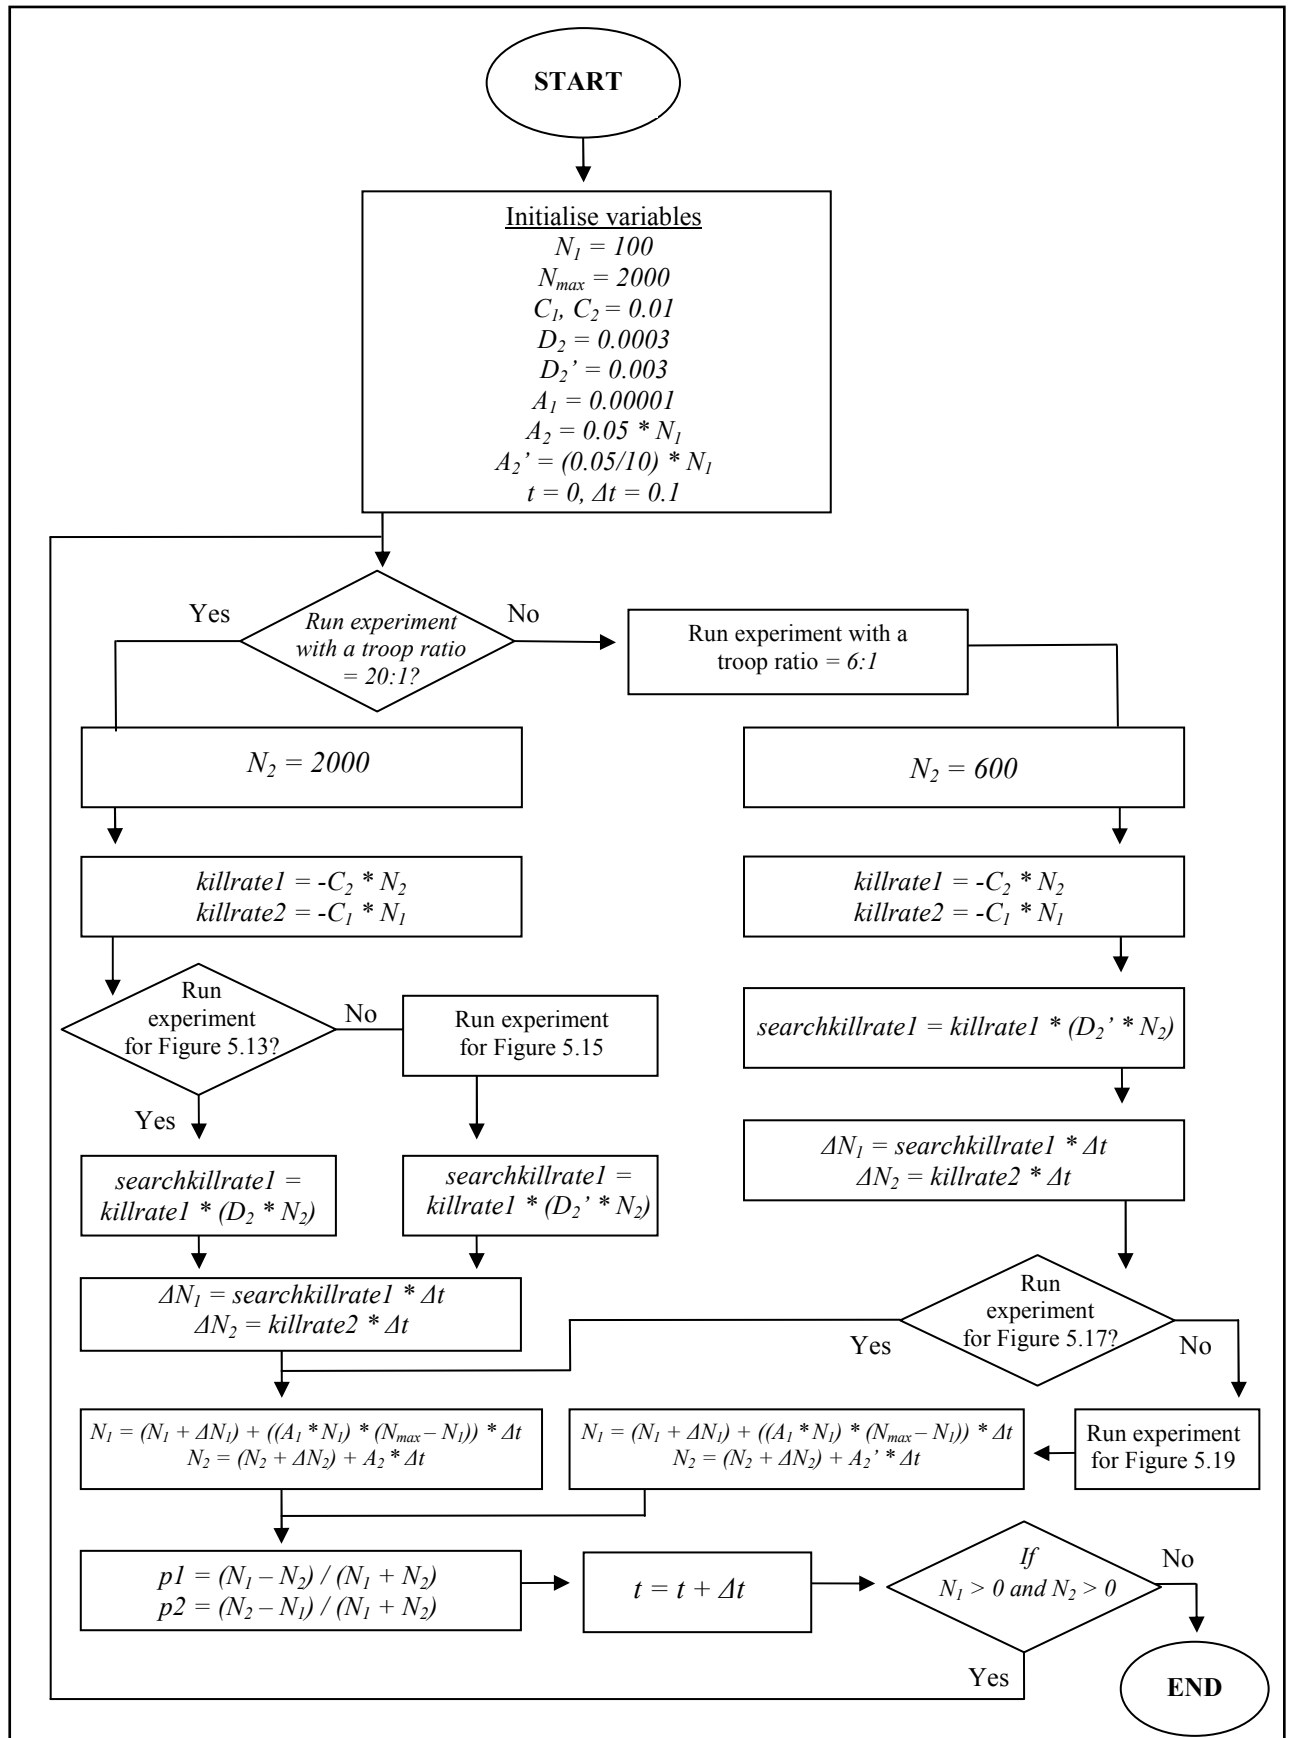 START
Initialise variables
N₁ = 100
Nmax = 2000
C₁, C₂ = 0.01
D₂ = 0.0003
D₂’ = 0.003
A₁ = 0.00001
A₂ = 0.05 * N₁
A₂’ = (0.05/10) * N₁
t = 0, Δt = 0.1
Yes
Run experiment
with a troop ratio
= 20:1?
No
Run experiment with a
troop ratio = 6:1
N₂ = 2000
N₂ = 600
killrate1 = -C₂ * N₂
killrate2 = -C₁ * N₁
killrate1 = -C₂ * N₂
killrate2 = -C₁ * N₁
Run
experiment
for Figure 5.13?
No
Run experiment
for Figure 5.15
searchkillrate1 = killrate1 * (D₂’ * N₂)
Yes
searchkillrate1 =
killrate1 * (D₂ * N₂)
searchkillrate1 =
killrate1 * (D₂’ * N₂)
ΔN₁ = searchkillrate1 * Δt
ΔN₂ = killrate2 * Δt
ΔN₁ = searchkillrate1 * Δt
ΔN₂ = killrate2 * Δt
Run
experiment
for Figure 5.17?
Yes
No
N₁ = (N₁ + ΔN₁) + ((A₁ * N₁) * (Nmax – N₁)) * Δt
N₂ = (N₂ + ΔN₂) + A₂ * Δt
N₁ = (N₁ + ΔN₁) + ((A₁ * N₁) * (Nmax – N₁)) * Δt
N₂ = (N₂ + ΔN₂) + A₂’ * Δt
Run experiment
for Figure 5.19
p1 = (N₁ – N₂) / (N₁ + N₂)
p2 = (N₂ – N₁) / (N₁ + N₂)
t = t + Δt
If
N₁ > 0 and N₂ > 0
No
Yes
END